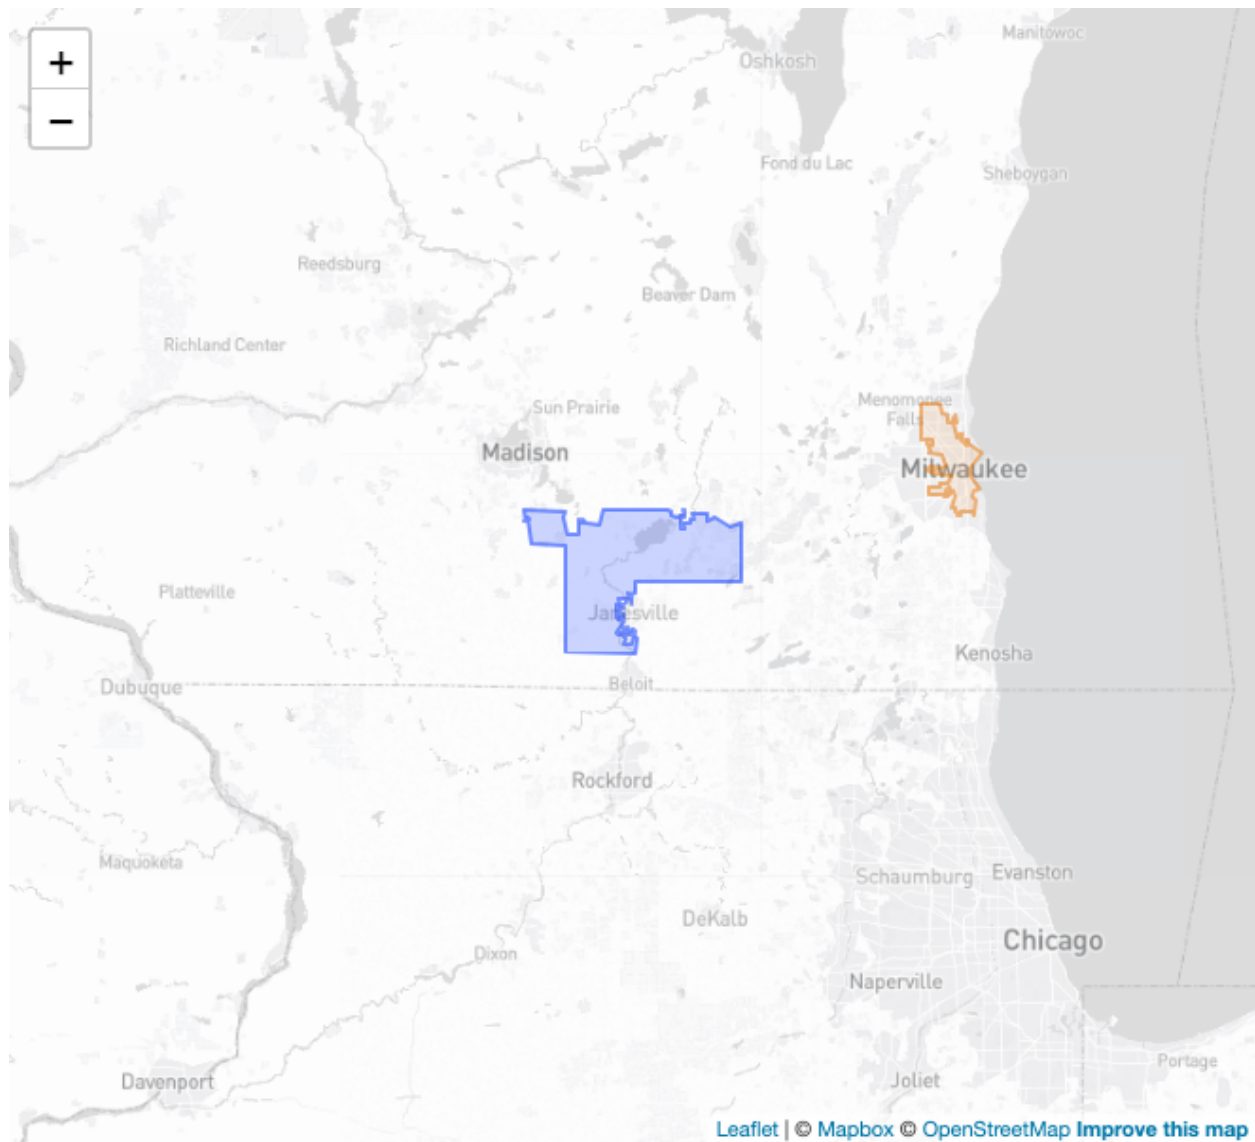 +
−
Manitowoc
Oshkosh
Fond du Lac
Sheboygan
Reedsburg
Beaver Dam
Richland Center
Menomonee
Falls
Sun Prairie
Madison
Milwaukee
Platteville
Janesville
Kenosha
Dubuque
Beloit
Rockford
Maquoketa
Schaumburg
Evanston
DeKalb
Chicago
Dixon
Naperville
Portage
Davenport
Joliet
Leaflet | © Mapbox © OpenStreetMap Improve this map